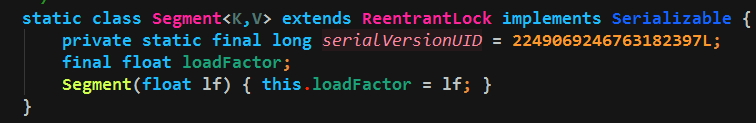 static class Segment<K,V> extends ReentrantLock implements Serializable {
    private static final long serialVersionUID = 2249069246763182397L;
    final float loadFactor;
    Segment(float lf) { this.loadFactor = lf; }
}